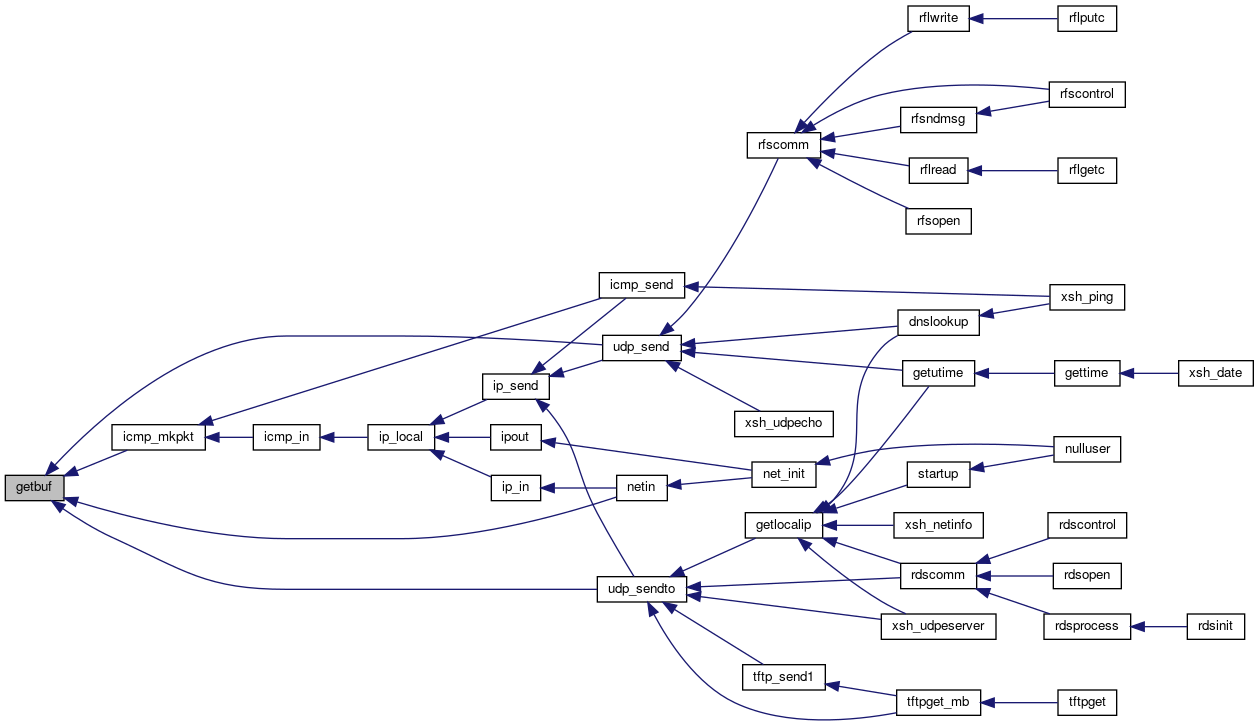 rflwrite
rflputc
rfscontrol
rfsndmsg
rfscomm
rflread
rflgetc
rfsopen
icmp_send
xsh_ping
dnslookup
udp_send
getutime
gettime
xsh_date
ip_send
xsh_udpecho
icmp_mkpkt
icmp_in
ip_local
ipout
nulluser
net_init
startup
getbuf
ip_in
netin
getlocalip
xsh_netinfo
rdscontrol
rdscomm
rdsopen
udp_sendto
xsh_udpeserver
rdsprocess
rdsinit
tftp_send1
tftpget_mb
tftpget